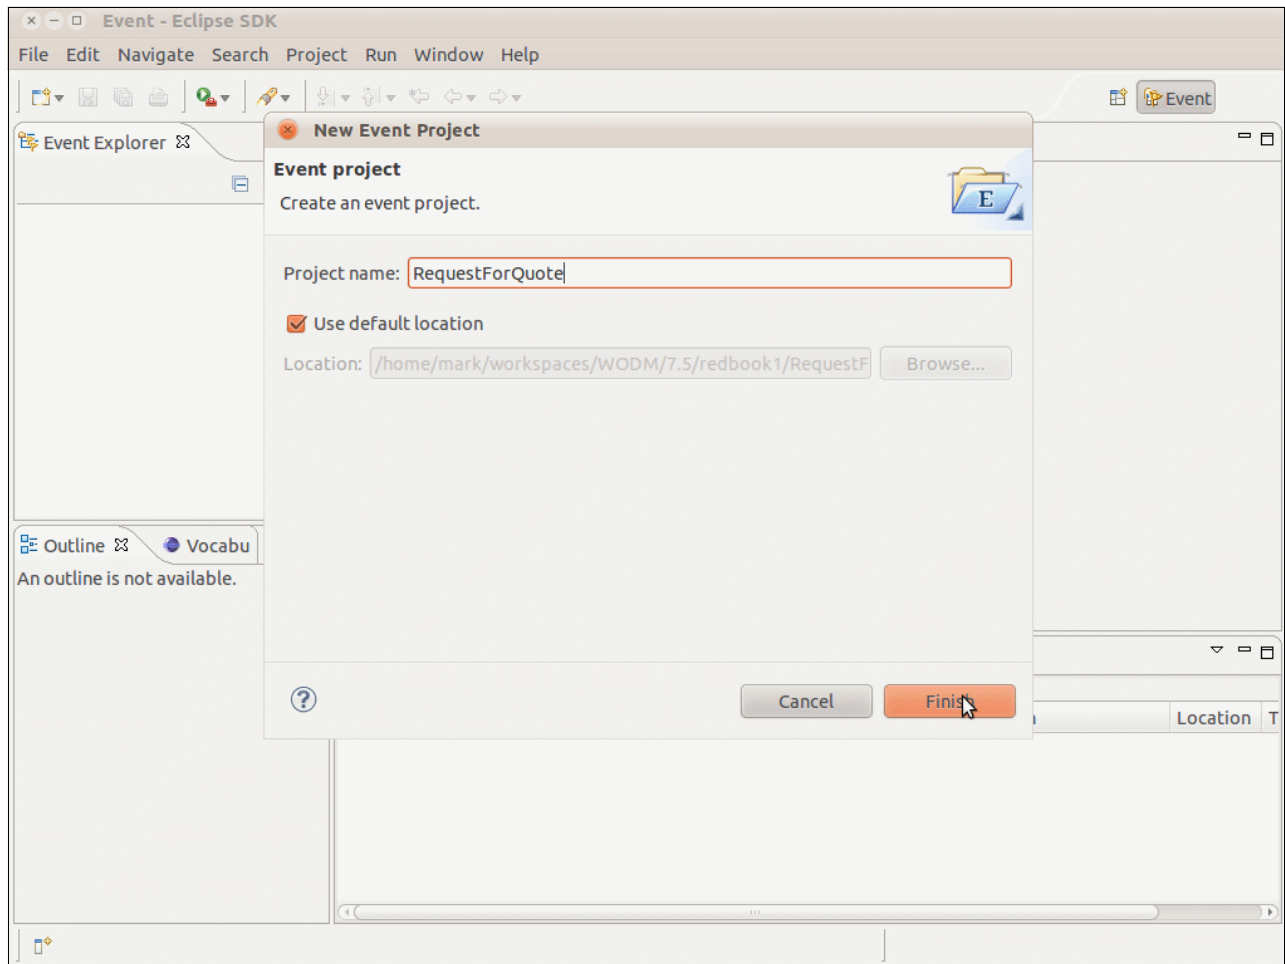 Event - Eclipse SDK
File Edit Navigate Search Project Run Window Help
Event
Event Explorer
New Event Project
Event project
Create an event project.
E
Project name: RequestForQuote
Use default location
Location: /home/mark/workspaces/WODM/7.5/redbook1/RequestF Browse...
Outline Vocabu
An outline is not available.
Cancel Finish
Location T